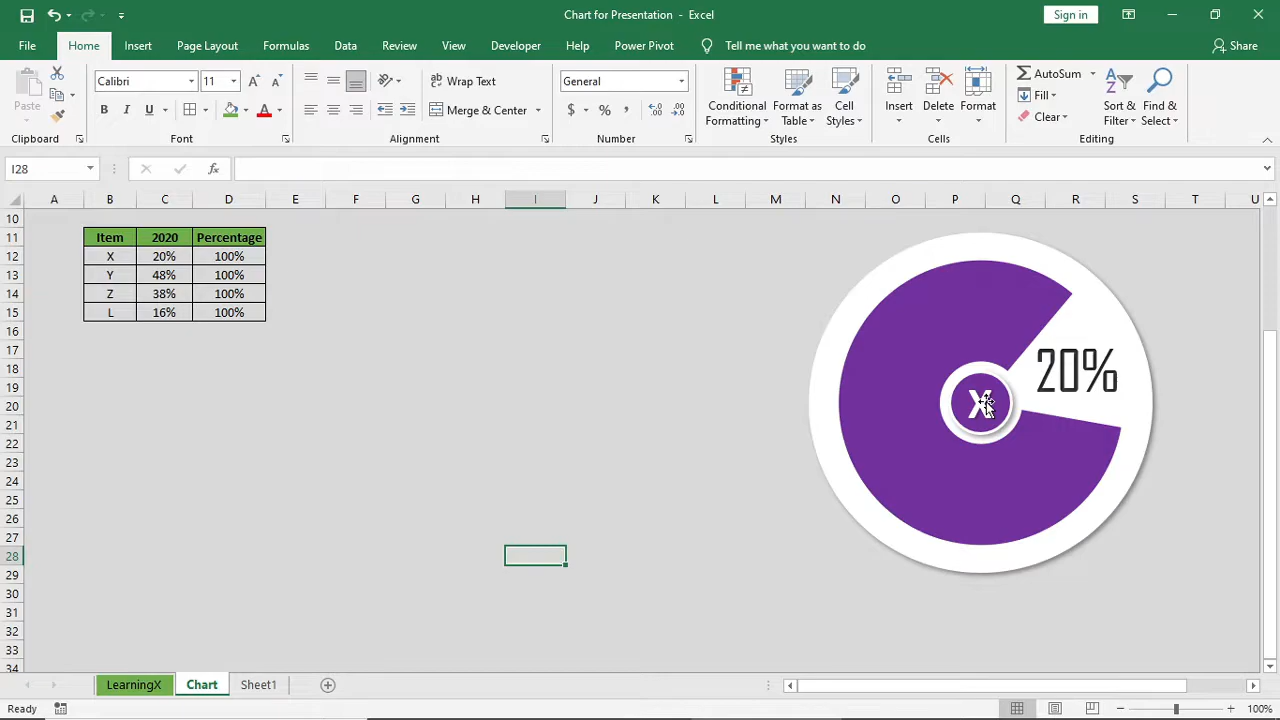 Chart for Presentation - Excel
Sign in
File Home Insert Page Layout Formulas Data Review View Developer Help Power Pivot Tell me what you want to do Share
Paste
Clipboard
Calibri 11
B I U A
Font
Wrap Text
Merge & Center
Alignment
General
$ % ,
Number
Conditional Formatting
Format as Table
Cell Styles
Styles
Insert Delete Format
Cells
AutoSum
Fill
Clear
Sort & Filter
Find & Select
Editing
I28 fx
A B C D E F G H I J K L M N O P Q R S T U
10
11 Item 2020 Percentage
12 X 20% 100%
13 Y 48% 100%
14 Z 38% 100%
15 L 16% 100%
16
17
18
19
20
21
22
23
24
25
26
27
28
29
30
31
32
33
34
20%
X
LearningX Chart Sheet1
Ready
100%